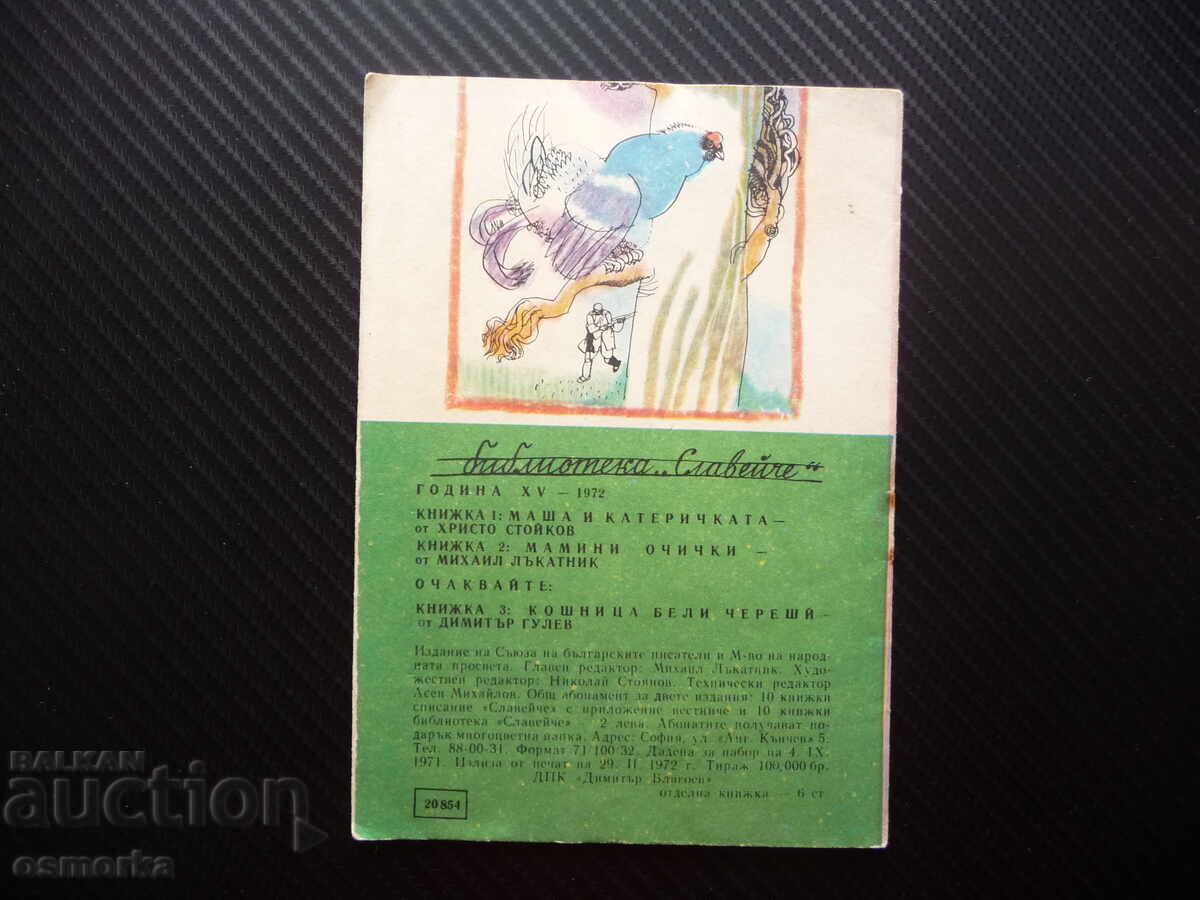 библиотека „Славейче“
ГОДИНА XV — 1972
КНИЖКА 1: МАША И КАТЕРИЧКАТА —
от ХРИСТО СТОЙКОВ
КНИЖКА 2: МАМИНИ ОЧИЧКИ —
от МИХАИЛ ЛЪКАТНИК
ОЧАКВАЙТЕ:
КНИЖКА 3: КОШНИЦА БЕЛИ ЧЕРЕШИ —
от ДИМИТЪР ГУЛЕВ
Издание на Съюза на българските писатели и М-во на народ-
ната просвета. Главен редактор: Михаил Лъкатник. Худо-
жествен редактор: Николай Стоянов. Технически редактор
Асен Михайлов. Общ абонамент за двете издания: 10 книжки
списание «Славейче» с приложение вестниче и 10 книжки
библиотека «Славейче» — 2 лева. Абонатите получават по-
дарък многоцветна папка. Адрес: София, ул. «Анг. Кънчев» 5;
Тел. 88-00-31. Формат 71/100/32. Дадена за набор на 4. IX.
1971. Излиза от печат на 29. II. 1972 г. Тираж 100,000 бр.
ДПК «Димитър Благоев»
отделна книжка — 6 ст
20854
BALKAN
auction
osmorka